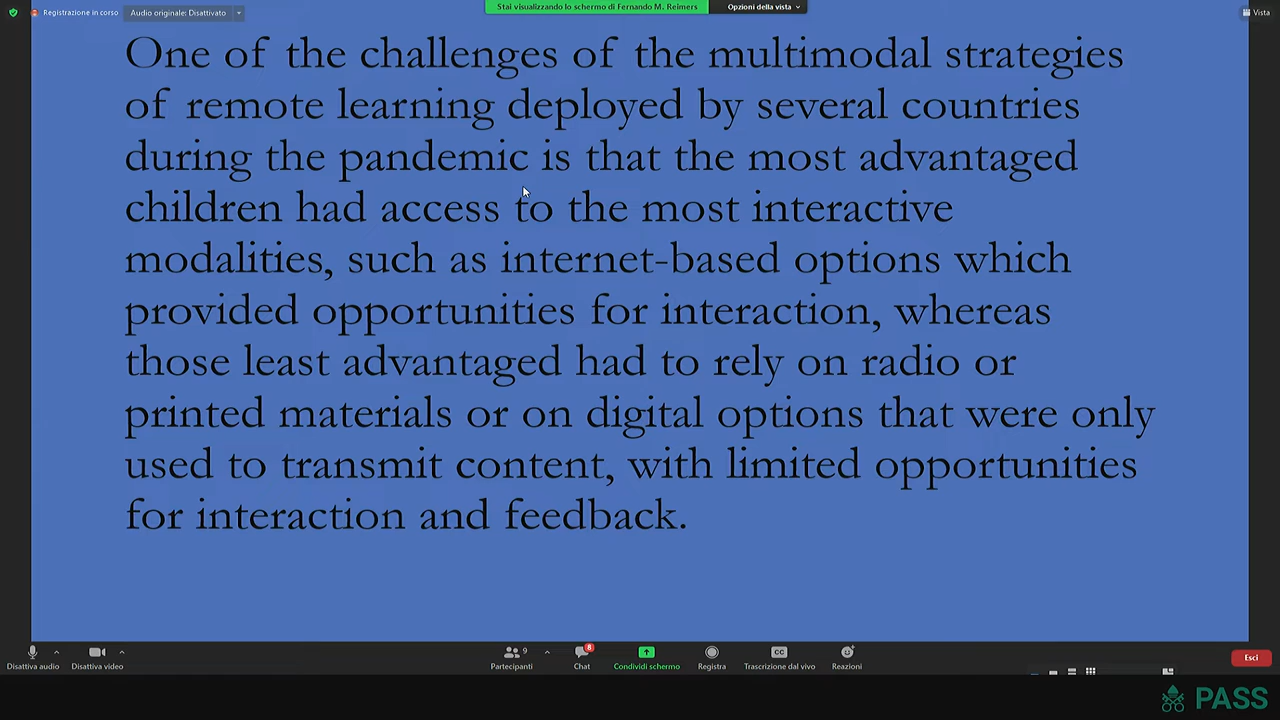 Registrazione in corso
Audio originale: Disattivato
Stai visualizzando lo schermo di Fernando M. Reimers
Opzioni della vista
Vista
One of the challenges of the multimodal strategies
of remote learning deployed by several countries
during the pandemic is that the most advantaged
children had access to the most interactive
modalities, such as internet-based options which
provided opportunities for interaction, whereas
those least advantaged had to rely on radio or
printed materials or on digital options that were only
used to transmit content, with limited opportunities
for interaction and feedback.
Disattiva audio
Disattiva video
9
Partecipanti
8
Chat
Condividi schermo
Registra
CC
Trascrizione dal vivo
Reazioni
Esci
PASS